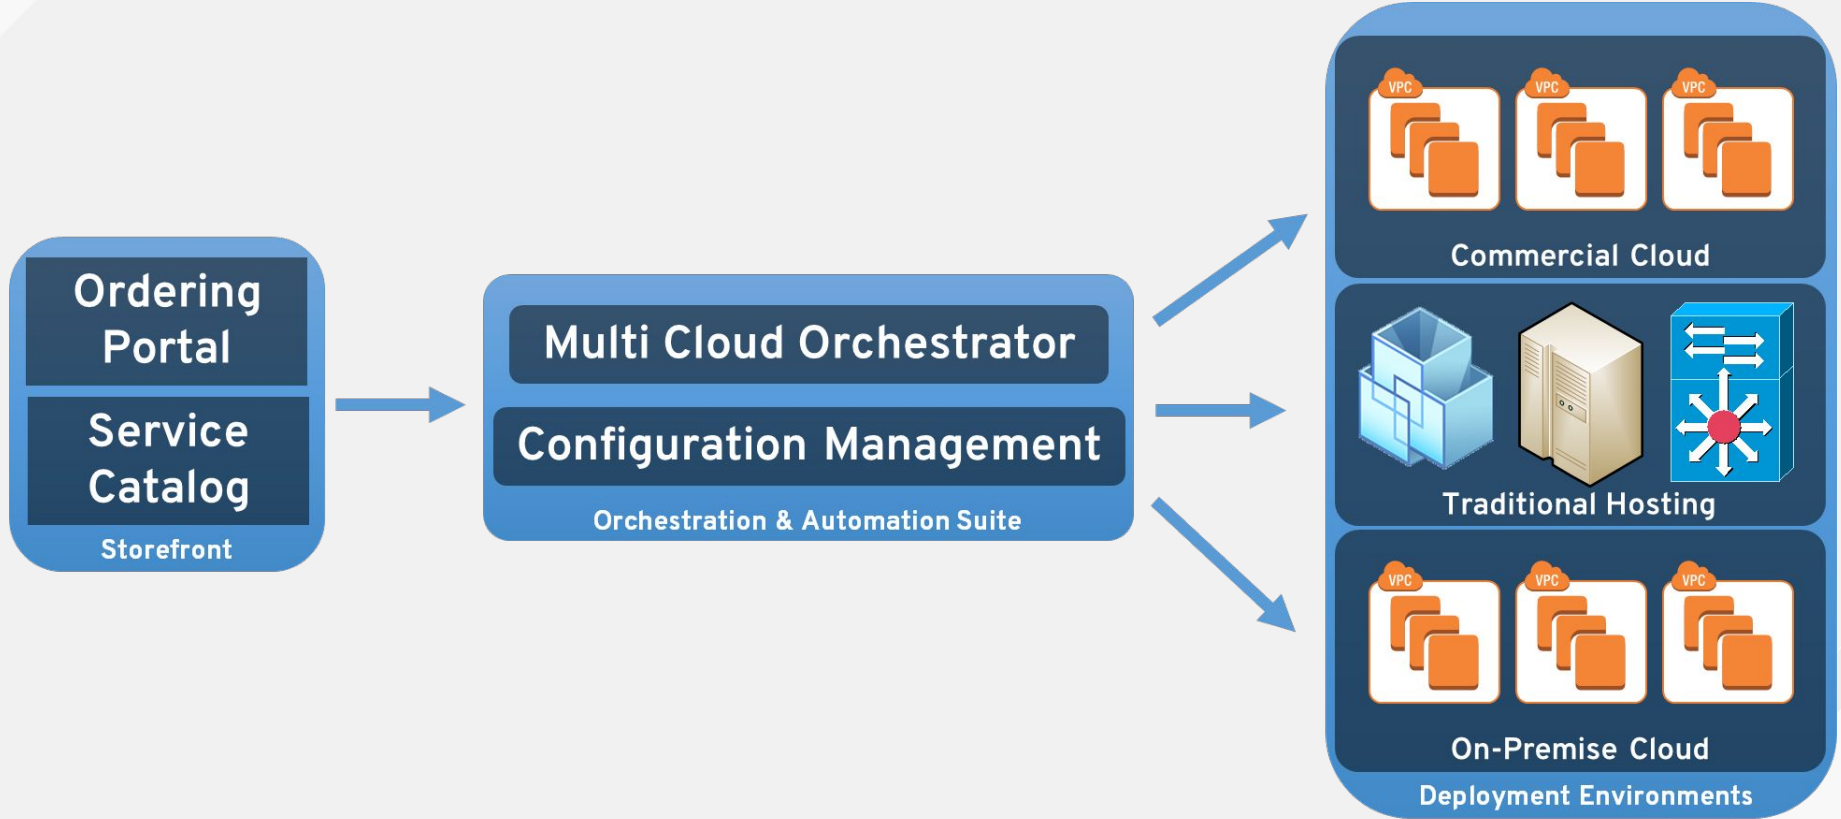 Ordering
Portal
Service
Catalog
Storefront
Multi Cloud Orchestrator
Configuration Management
Orchestration & Automation Suite
VPC
VPC
VPC
Commercial Cloud
Traditional Hosting
VPC
VPC
VPC
On-Premise Cloud
Deployment Environments